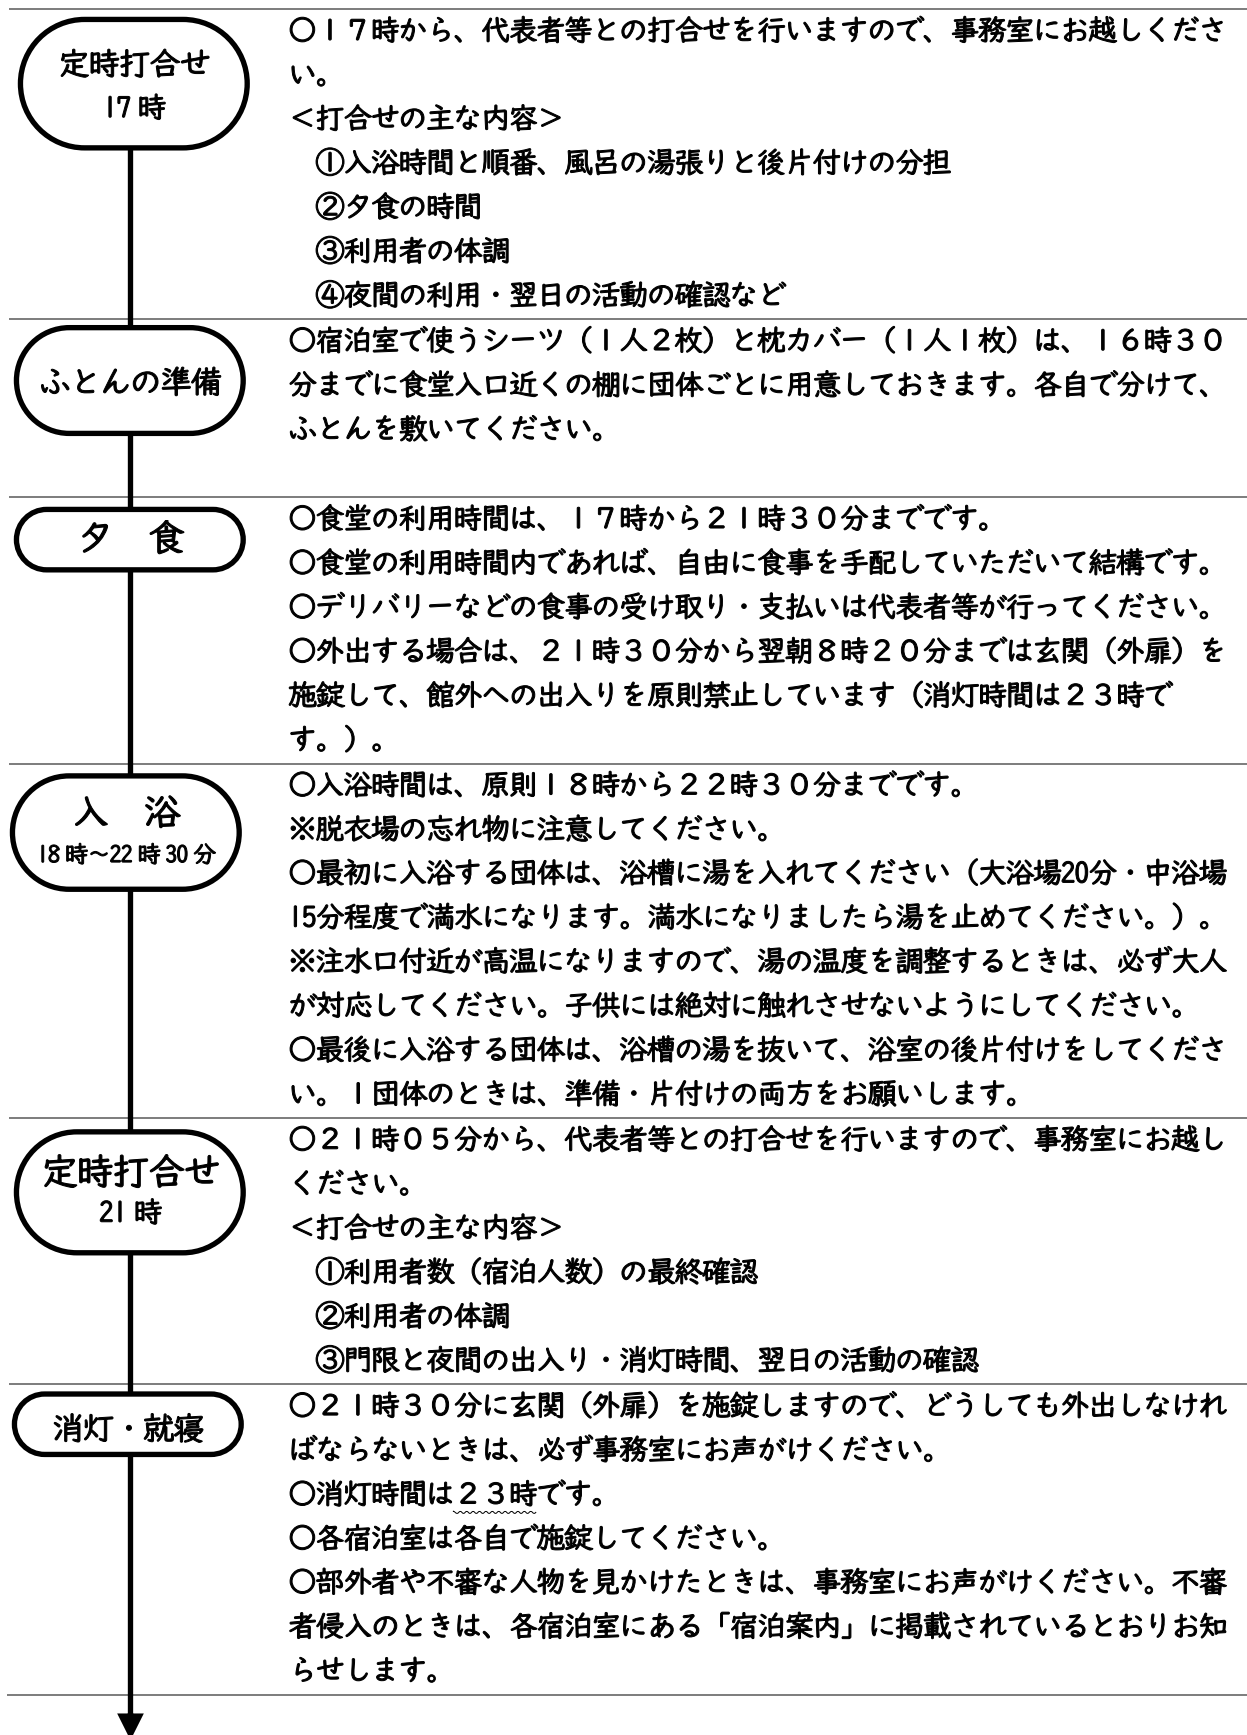 定時打合せ
17時
〇１７時から、代表者等との打合せを行いますので、事務室にお越しくださ
い。
＜打合せの主な内容＞
①入浴時間と順番、風呂の湯張りと後片付けの分担
②夕食の時間
③利用者の体調
④夜間の利用・翌日の活動の確認など
ふとんの準備
〇宿泊室で使うシーツ（１人２枚）と枕カバー（１人１枚）は、１６時３０
分までに食堂入口近くの棚に団体ごとに用意しておきます。各自で分けて、
ふとんを敷いてください。
夕　食
〇食堂の利用時間は、１７時から２１時３０分までです。
〇食堂の利用時間内であれば、自由に食事を手配していただいて結構です。
〇デリバリーなどの食事の受け取り・支払いは代表者等が行ってください。
〇外出する場合は、２１時３０分から翌朝８時２０分までは玄関（外扉）を
施錠して、館外への出入りを原則禁止しています（消灯時間は２３時で
す。）。
入　浴
18時～22時30分
〇入浴時間は、原則１８時から２２時３０分までです。
※脱衣場の忘れ物に注意してください。
〇最初に入浴する団体は、浴槽に湯を入れてください（大浴場20分・中浴場
15分程度で満水になります。満水になりましたら湯を止めてください。）。
※注水口付近が高温になりますので、湯の温度を調整するときは、必ず大人
が対応してください。子供には絶対に触れさせないようにしてください。
〇最後に入浴する団体は、浴槽の湯を抜いて、浴室の後片付けをしてくださ
い。１団体のときは、準備・片付けの両方をお願いします。
定時打合せ
21時
〇２１時０５分から、代表者等との打合せを行いますので、事務室にお越し
ください。
＜打合せの主な内容＞
①利用者数（宿泊人数）の最終確認
②利用者の体調
③門限と夜間の出入り・消灯時間、翌日の活動の確認
消灯・就寝
〇２１時３０分に玄関（外扉）を施錠しますので、どうしても外出しなけれ
ばならないときは、必ず事務室にお声がけください。
〇消灯時間は２３時です。
〇各宿泊室は各自で施錠してください。
〇部外者や不審な人物を見かけたときは、事務室にお声がけください。不審
者侵入のときは、各宿泊室にある「宿泊案内」に掲載されているとおりお知
らせします。